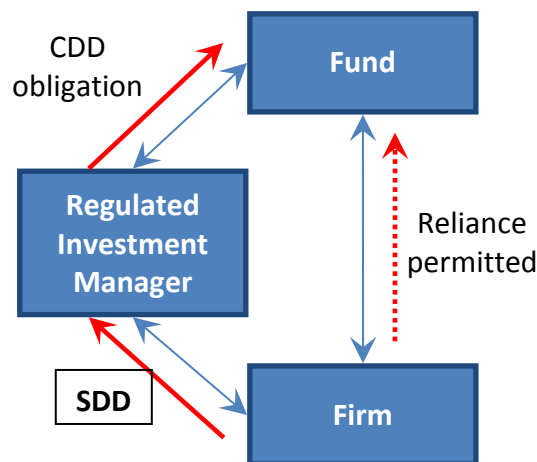 CDD
obligation
Fund
Regulated
Investment
Manager
Reliance
permitted
SDD
Firm